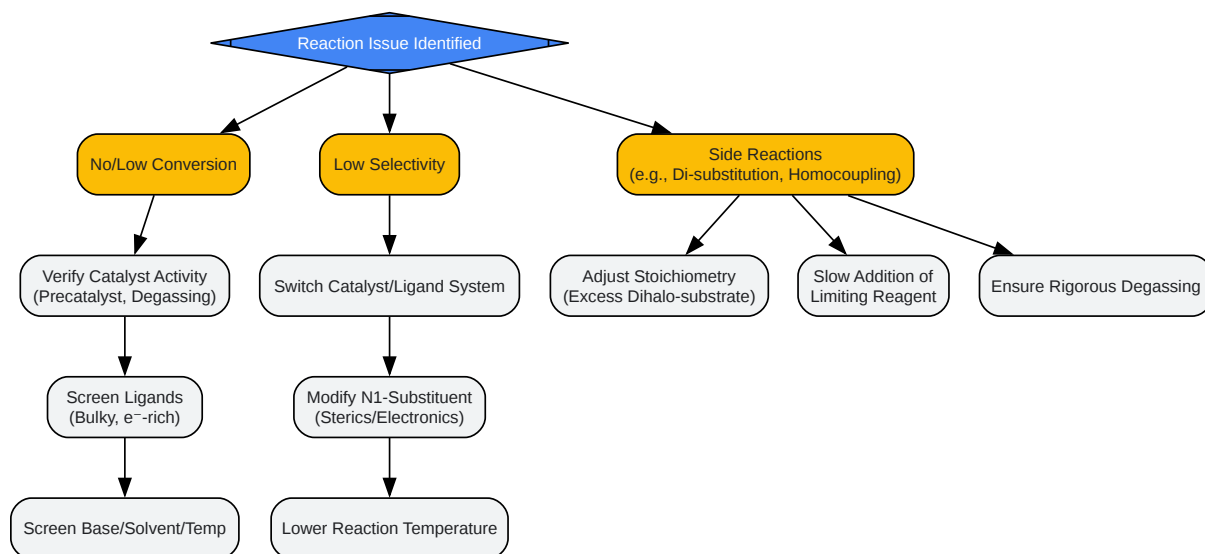 Reaction Issue Identified
No/Low Conversion
Low Selectivity
Side Reactions
(e.g., Di-substitution, Homocoupling)
Verify Catalyst Activity
(Precatalyst, Degassing)
Switch Catalyst/Ligand System
Adjust Stoichiometry
(Excess Dihalo-substrate)
Slow Addition of
Limiting Reagent
Ensure Rigorous Degassing
Screen Ligands
(Bulky, e⁻-rich)
Modify N1-Substituent
(Sterics/Electronics)
Screen Base/Solvent/Temp
Lower Reaction Temperature